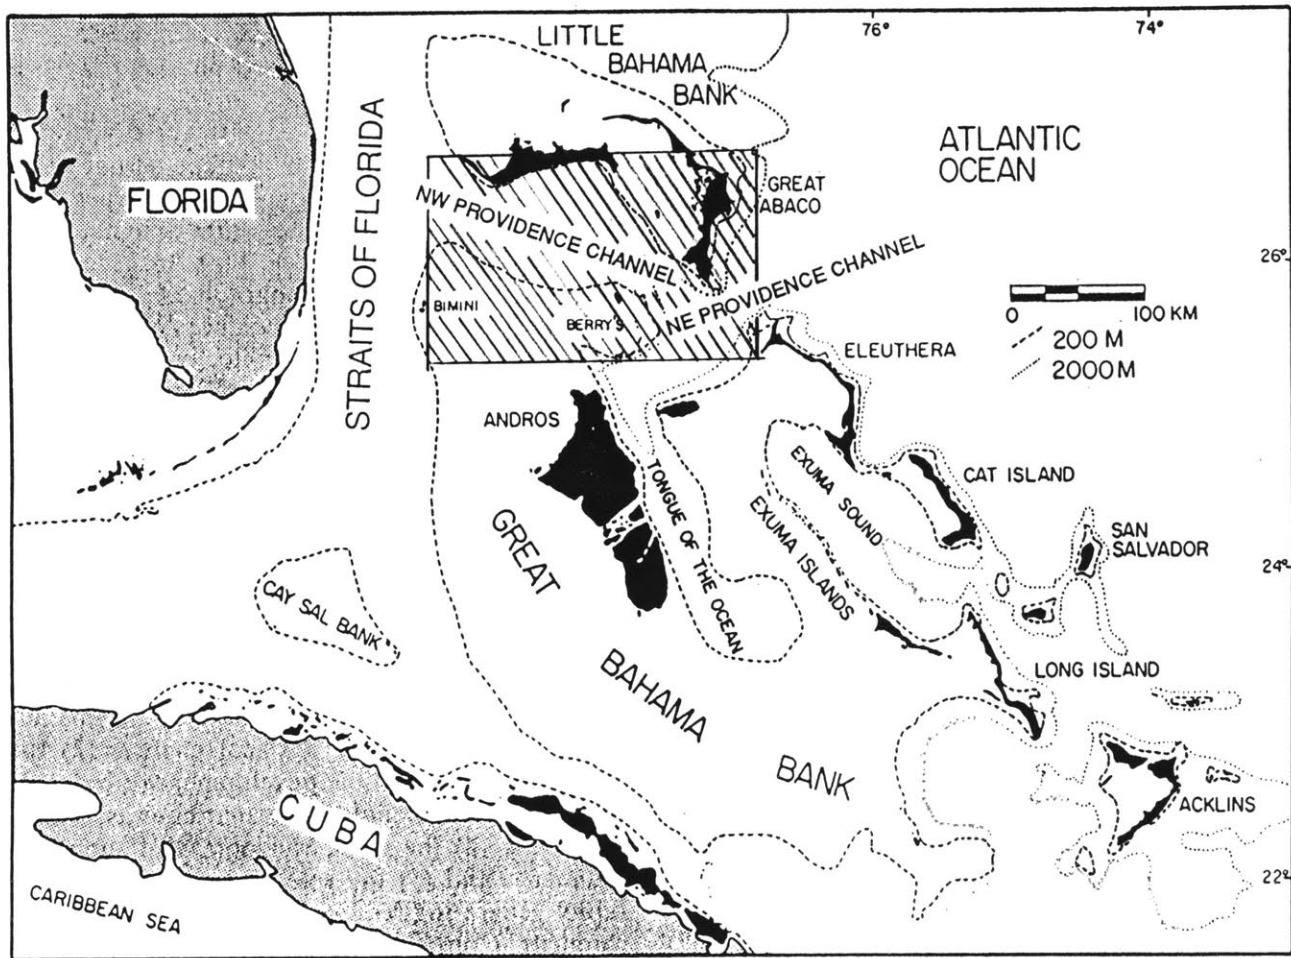 76°
74°
LITTLE
BAHAMA
BANK
ATLANTIC
OCEAN
FLORIDA
STRAITS OF FLORIDA
GREAT
ABACO
NW PROVIDENCE CHANNEL
NE PROVIDENCE CHANNEL
26°
BIMINI
BERRY'S
0 100 KM
200 M
2000 M
ELEUTHERA
ANDROS
CAT ISLAND
EXUMA SOUND
EXUMA ISLANDS
TONGUE OF THE OCEAN
SAN
SALVADOR
24°
GREAT
BAHAMA
BANK
CAY SAL BANK
LONG ISLAND
ACKLINS
CUBA
22°
CARIBBEAN SEA